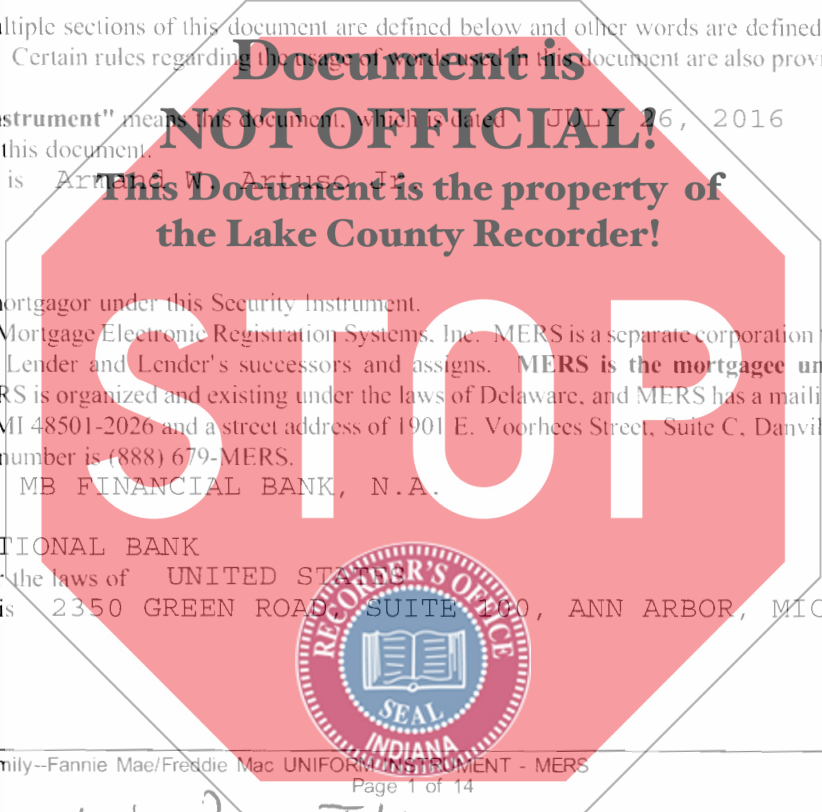 ltiple sections of this document are defined below and other words are defined
Certain rules regarding the usage of words used in this document are also provi
Document is
strument" means this document, which is dated JULY 26, 2016
NOT OFFICIAL!
this document.
is Armand W. Artuso Jr.
This Document is the property of
the Lake County Recorder!
ortgagor under this Security Instrument.
Mortgage Electronic Registration Systems, Inc. MERS is a separate corporation
Lender and Lender's successors and assigns. MERS is the mortgagee un
RS is organized and existing under the laws of Delaware, and MERS has a maili
MI 48501-2026 and a street address of 1901 E. Voorhees Street, Suite C, Danvil
number is (888) 679-MERS.
STOP
MB FINANCIAL BANK, N.A.
TIONAL BANK
the laws of UNITED STATES
is 2350 GREEN ROAD, SUITE 100, ANN ARBOR, MIC
RECORDER'S OFFICE
SEAL
INDIANA
mily--Fannie Mae/Freddie Mac UNIFORM INSTRUMENT - MERS
Page 1 of 14